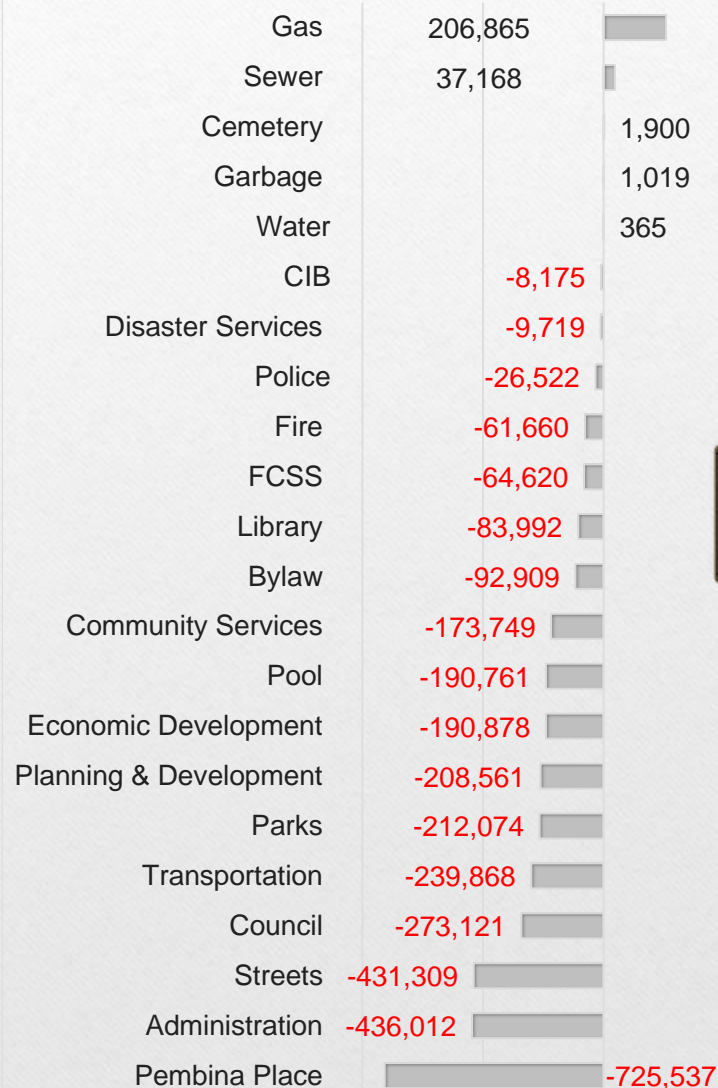 Gas 206,865
Sewer 37,168
Cemetery 1,900
Garbage 1,019
Water 365
CIB -8,175
Disaster Services -9,719
Police -26,522
Fire -61,660
FCSS -64,620
Library -83,992
Bylaw -92,909
Community Services -173,749
Pool -190,761
Economic Development -190,878
Planning & Development -208,561
Parks -212,074
Transportation -239,868
Council -273,121
Streets -431,309
Administration -436,012
Pembina Place -725,537